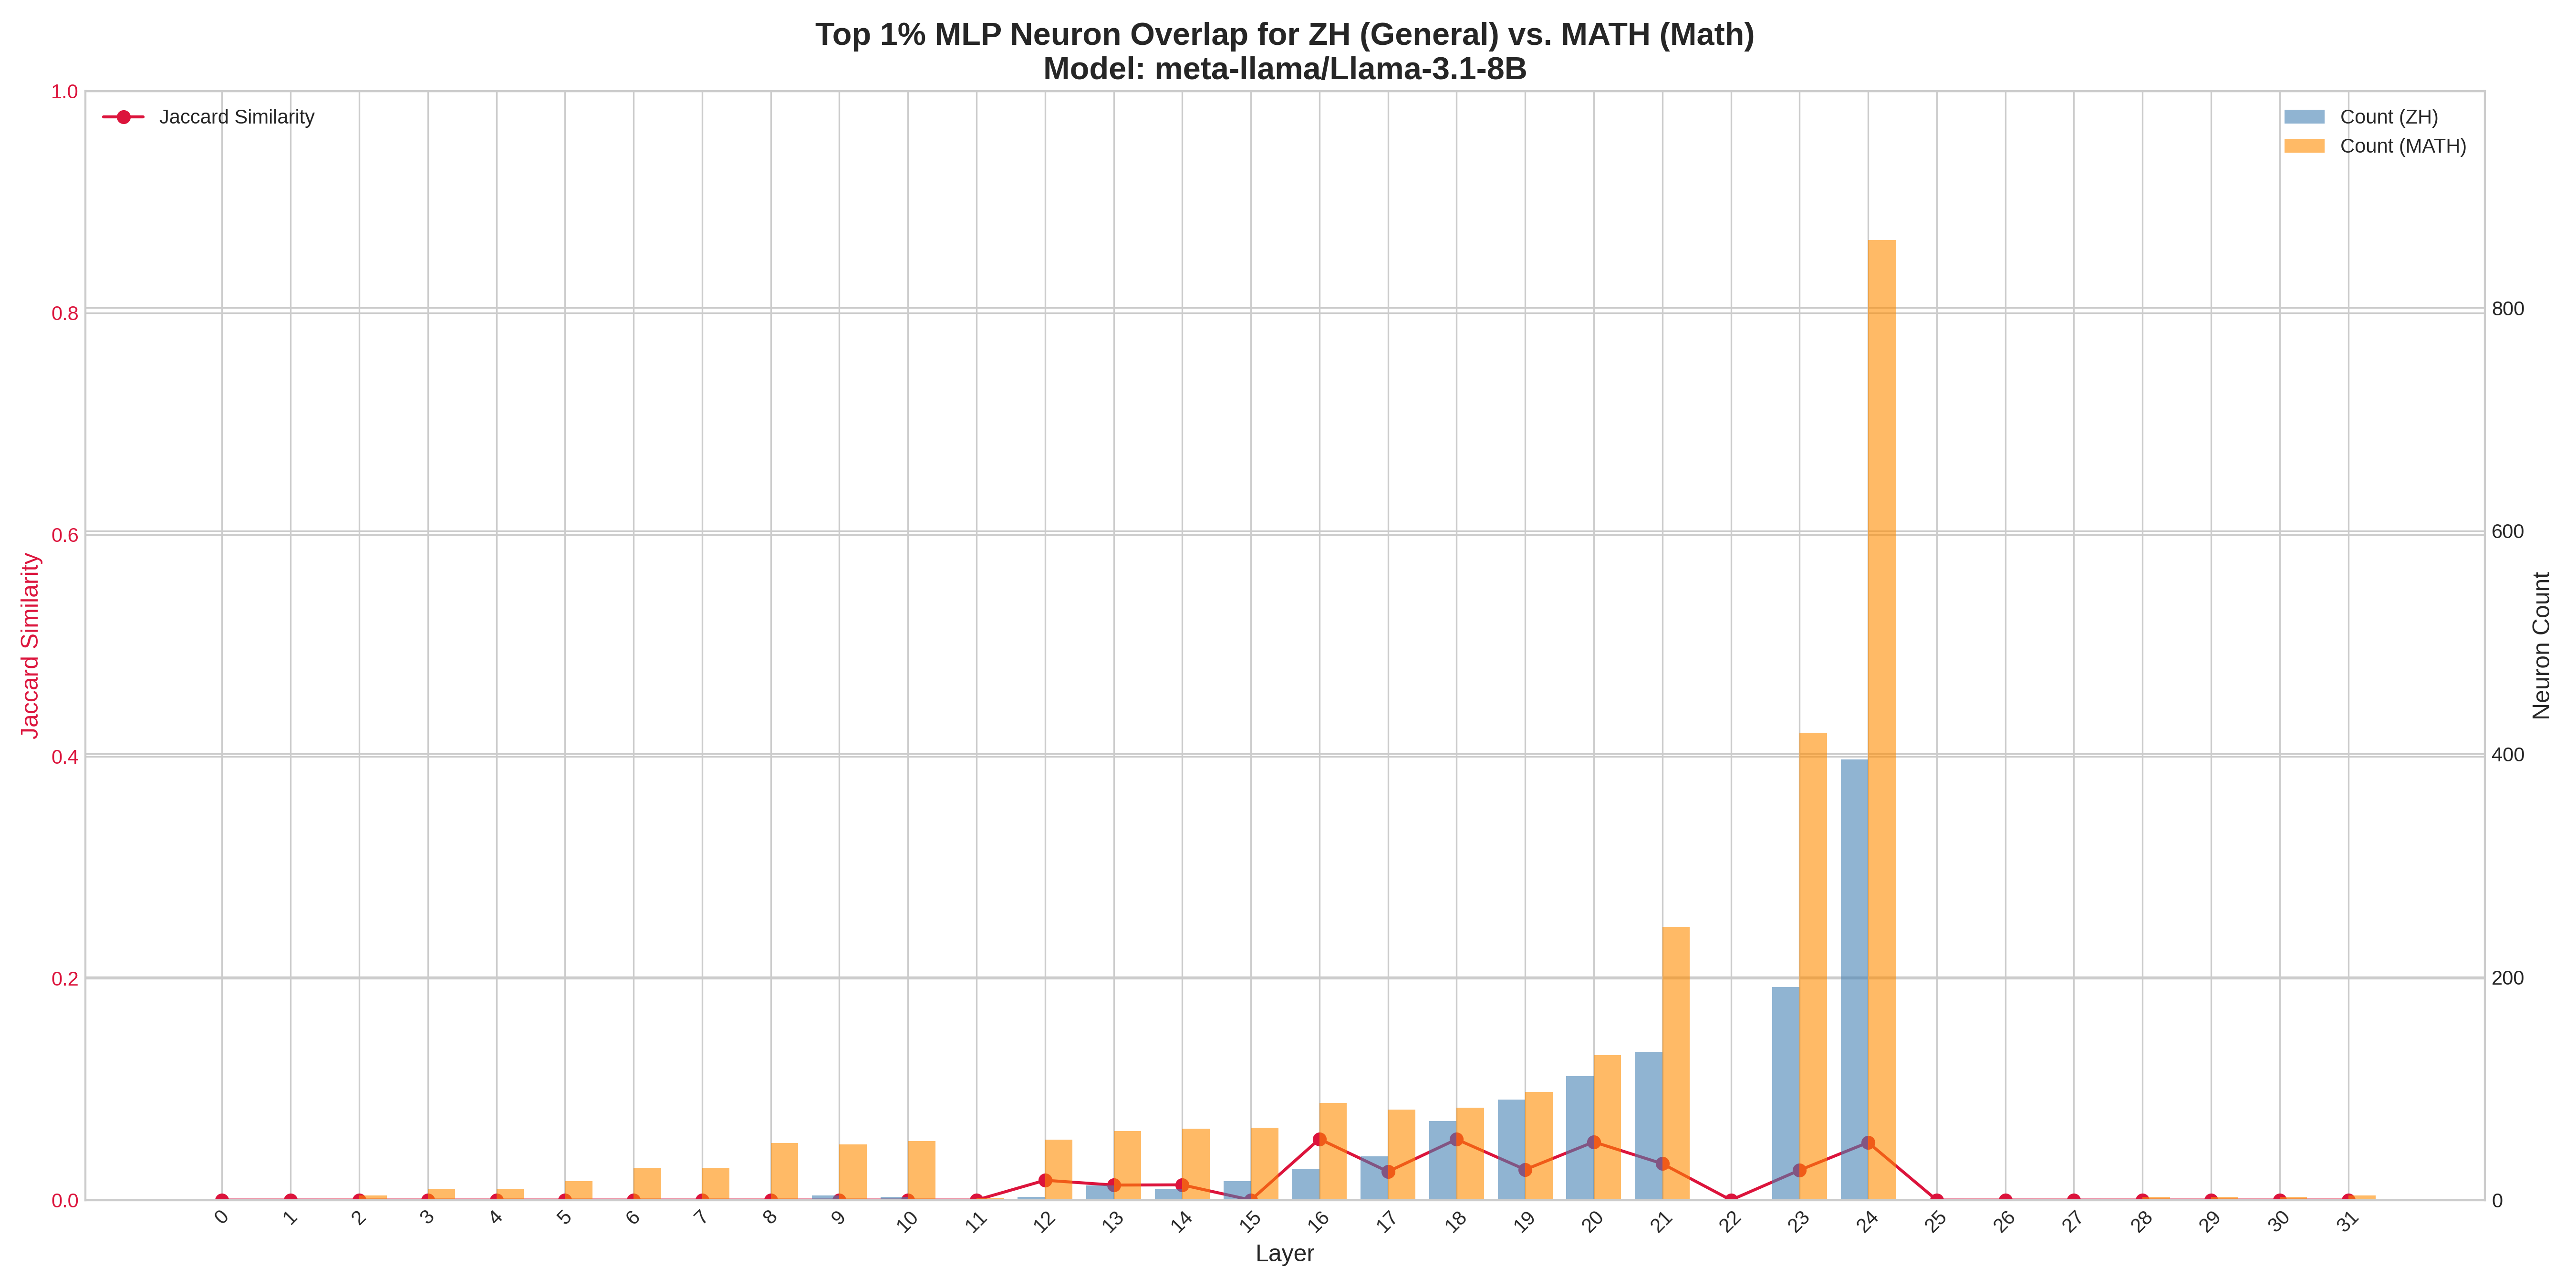 Top 1% MLP Neuron Overlap for ZH (General) vs. MATH (Math)
Model: meta-llama/Llama-3.1-8B
Jaccard Similarity
Count (ZH)
Count (MATH)
Jaccard Similarity
1.0
0.8
0.6
0.4
0.2
0.0
Neuron Count
800
600
400
200
0
0 1 2 3 4 5 6 7 8 9 10 11 12 13 14 15 16 17 18 19 20 21 22 23 24 25 26 27 28 29 30 31
Layer